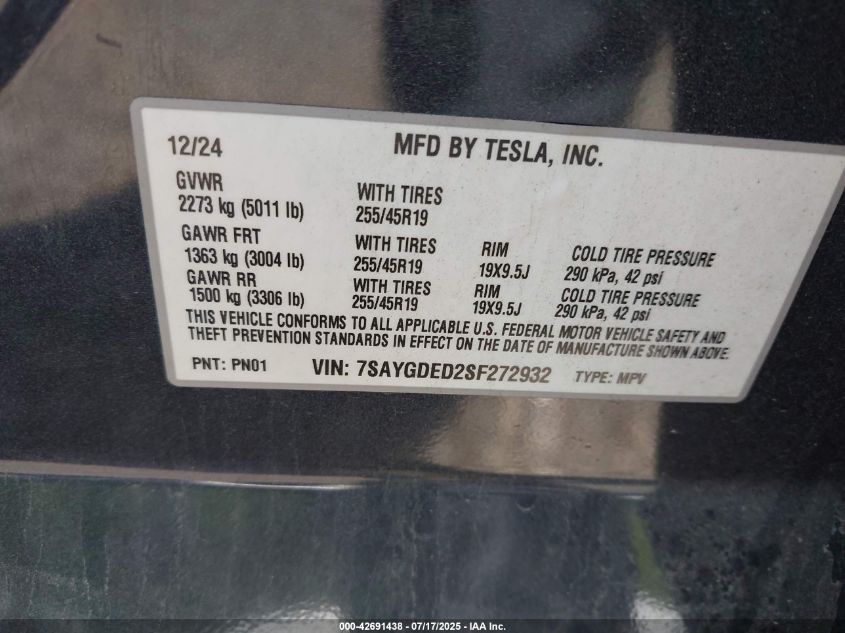 12/24 MFD BY TESLA, INC.
GVWR
2273 kg (5011 lb) WITH TIRES 255/45R19
GAWR FRT
1363 kg (3004 lb) WITH TIRES 255/45R19 RIM 19X9.5J COLD TIRE PRESSURE 290 kPa, 42 psi
GAWR RR
1500 kg (3306 lb) WITH TIRES 255/45R19 RIM 19X9.5J COLD TIRE PRESSURE 290 kPa, 42 psi
THIS VEHICLE CONFORMS TO ALL APPLICABLE U.S. FEDERAL MOTOR VEHICLE SAFETY AND
THEFT PREVENTION STANDARDS IN EFFECT ON THE DATE OF MANUFACTURE SHOWN ABOVE.
PNT: PN01 VIN: 7SAYGDED2SF272932 TYPE: MPV
000-42691438 - 07/17/2025 - IAA Inc.